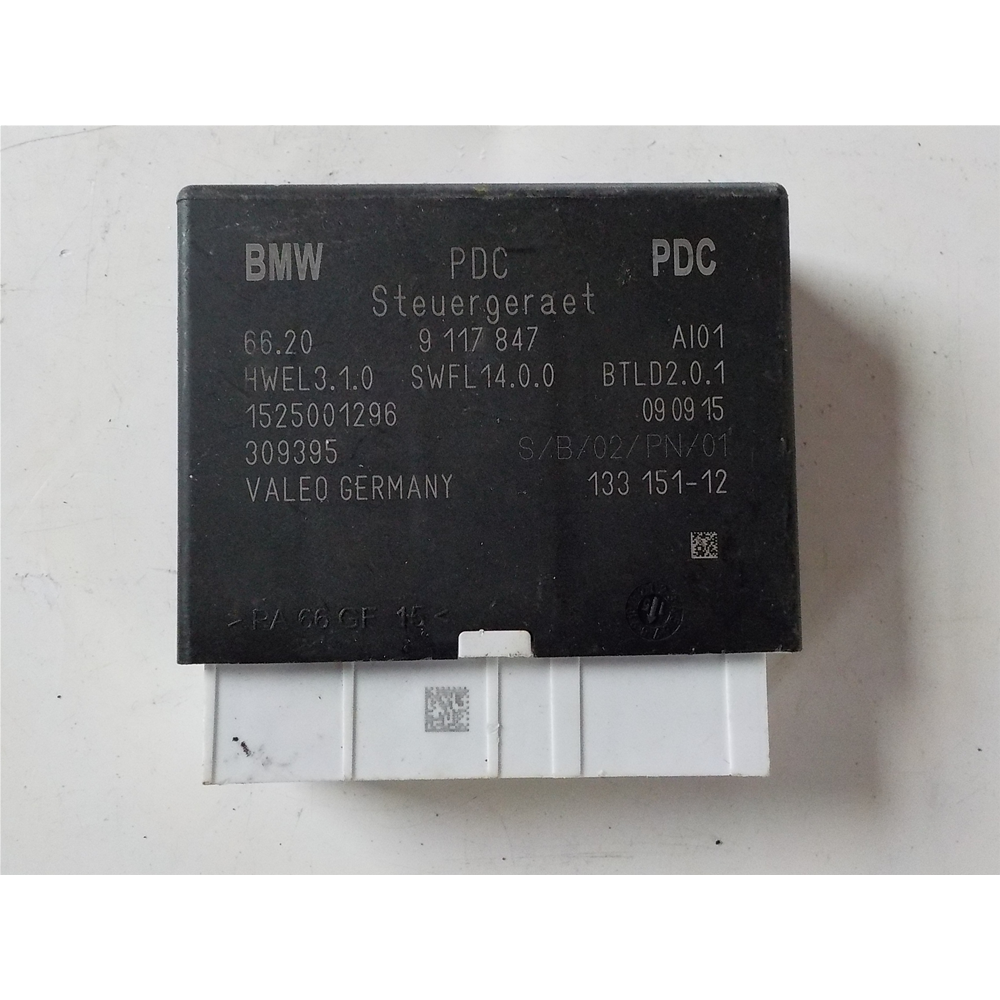 BMW PDC PDC
Steuergeraet
66.20 9 117 847 AI01
HWEL3.1.0 SWFL14.0.0 BTLD2.0.1
1525001296 09 09 15
309395 S/B/02/PN/01
VALEO GERMANY 133 151-12
> PA 66 GF 15 <